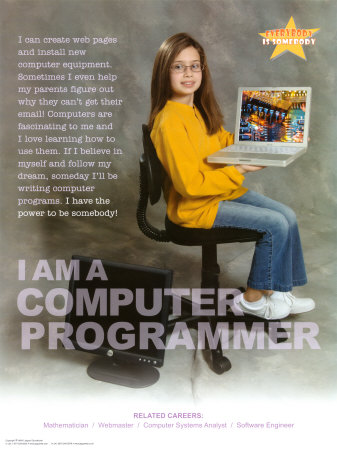 I can create web pages
and install new
computer equipment.
Sometimes I even help
my parents figure out
why they can't get their
email! Computers are
fascinating to me and
I love learning how to
use them. If I believe in
myself and follow my
dream, someday I'll be
writing computer
programs. I have the
power to be somebody!
EVERYBODY
IS SOMEBODY
I AM A
COMPUTER
PROGRAMMER
RELATED CAREERS:
Mathematician / Webmaster / Computer Systems Analyst / Software Engineer